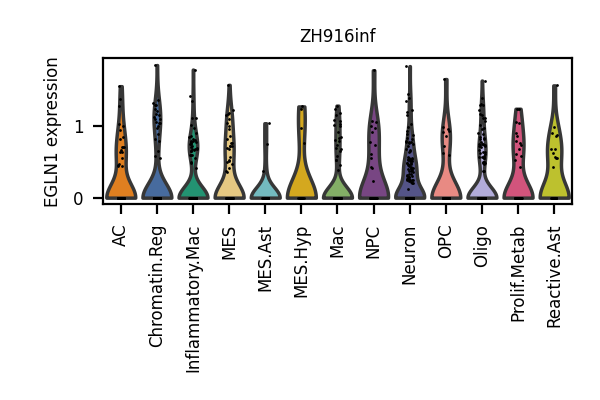 ZH916inf
EGLN1 expression
1
0
AC
Chromatin.Reg
Inflammatory.Mac
MES
MES.Ast
MES.Hyp
Mac
NPC
Neuron
OPC
Oligo
Prolif.Metab
Reactive.Ast